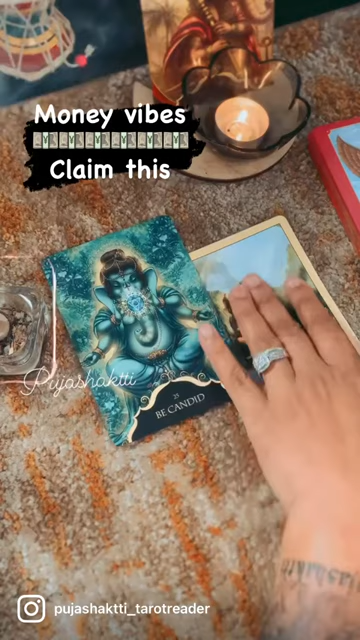 Money vibes
💵💵💵💵💵💵💵💵💵💵💵💵
Claim this
Pujashaktti
25
BE CANDID
pujashaktti_tarotreader